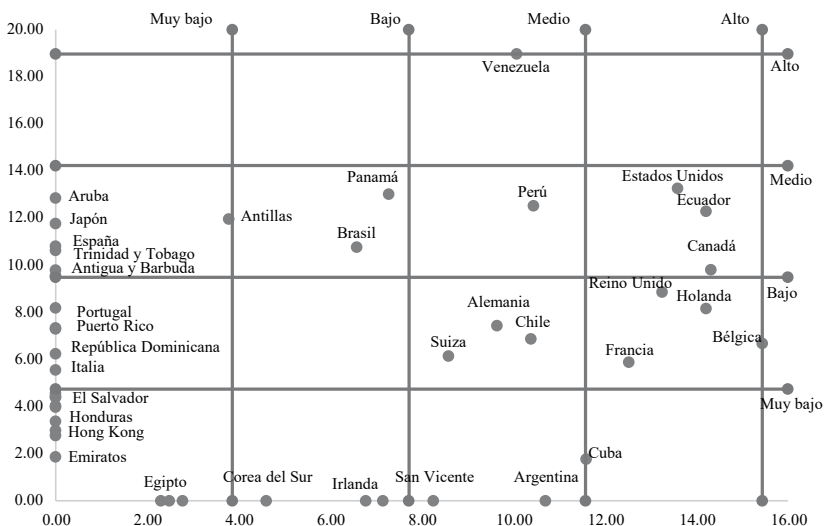 Muy bajo Bajo Medio Alto
20.00
Venezuela Alto
18.00
16.00
14.00
Medio
Panamá Estados Unidos
Aruba Perú Ecuador
12.00
Japón Antillas
España Brasil
Trinidad y Tobago Canadá
10.00
Antigua y Barbuda
Reino Unido Bajo
Holanda
8.00
Portugal Alemania
Puerto Rico Chile
República Dominicana Suiza Bélgica
6.00
Italia Francia
El Salvador Muy bajo
4.00
Honduras
Hong Kong
2.00
Emiratos Cuba
Egipto Corea del Sur Irlanda San Vicente Argentina
0.00
0.00 2.00 4.00 6.00 8.00 10.00 12.00 14.00 16.00